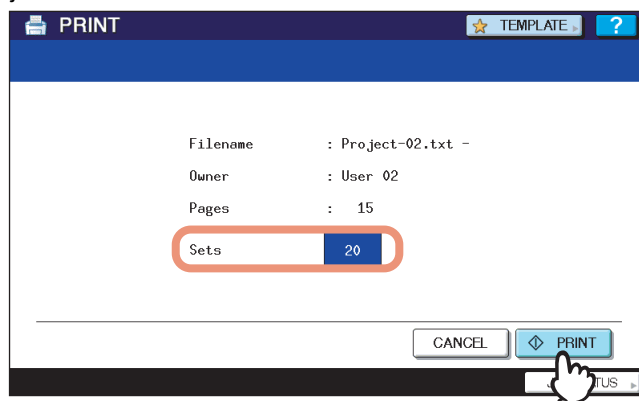 PRINT
TEMPLATE
?
Filename : Project-02.txt -
Owner : User 02
Pages : 15
Sets 20
CANCEL PRINT